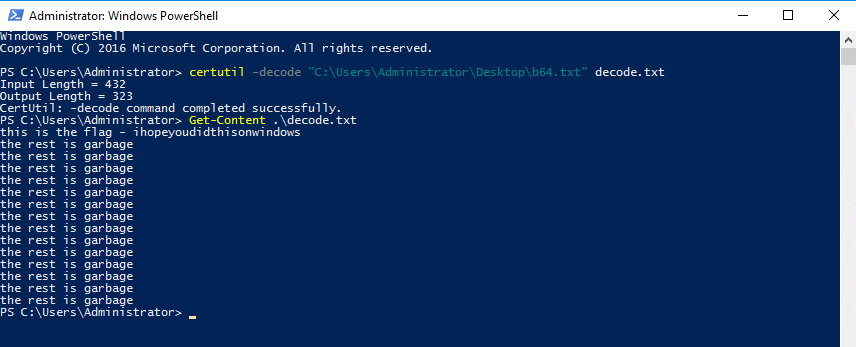 Administrator: Windows PowerShell
Windows PowerShell
Copyright (C) 2016 Microsoft Corporation. All rights reserved.
PS C:\Users\Administrator> certutil -decode "C:\Users\Administrator\Desktop\b64.txt" decode.txt
Input Length = 432
Output Length = 323
CertUtil: -decode command completed successfully.
PS C:\Users\Administrator> Get-Content .\decode.txt
this is the flag - ihopeyoudidthisonwindows
the rest is garbage
the rest is garbage
the rest is garbage
the rest is garbage
the rest is garbage
the rest is garbage
the rest is garbage
the rest is garbage
the rest is garbage
the rest is garbage
the rest is garbage
the rest is garbage
the rest is garbage
the rest is garbage
PS C:\Users\Administrator>